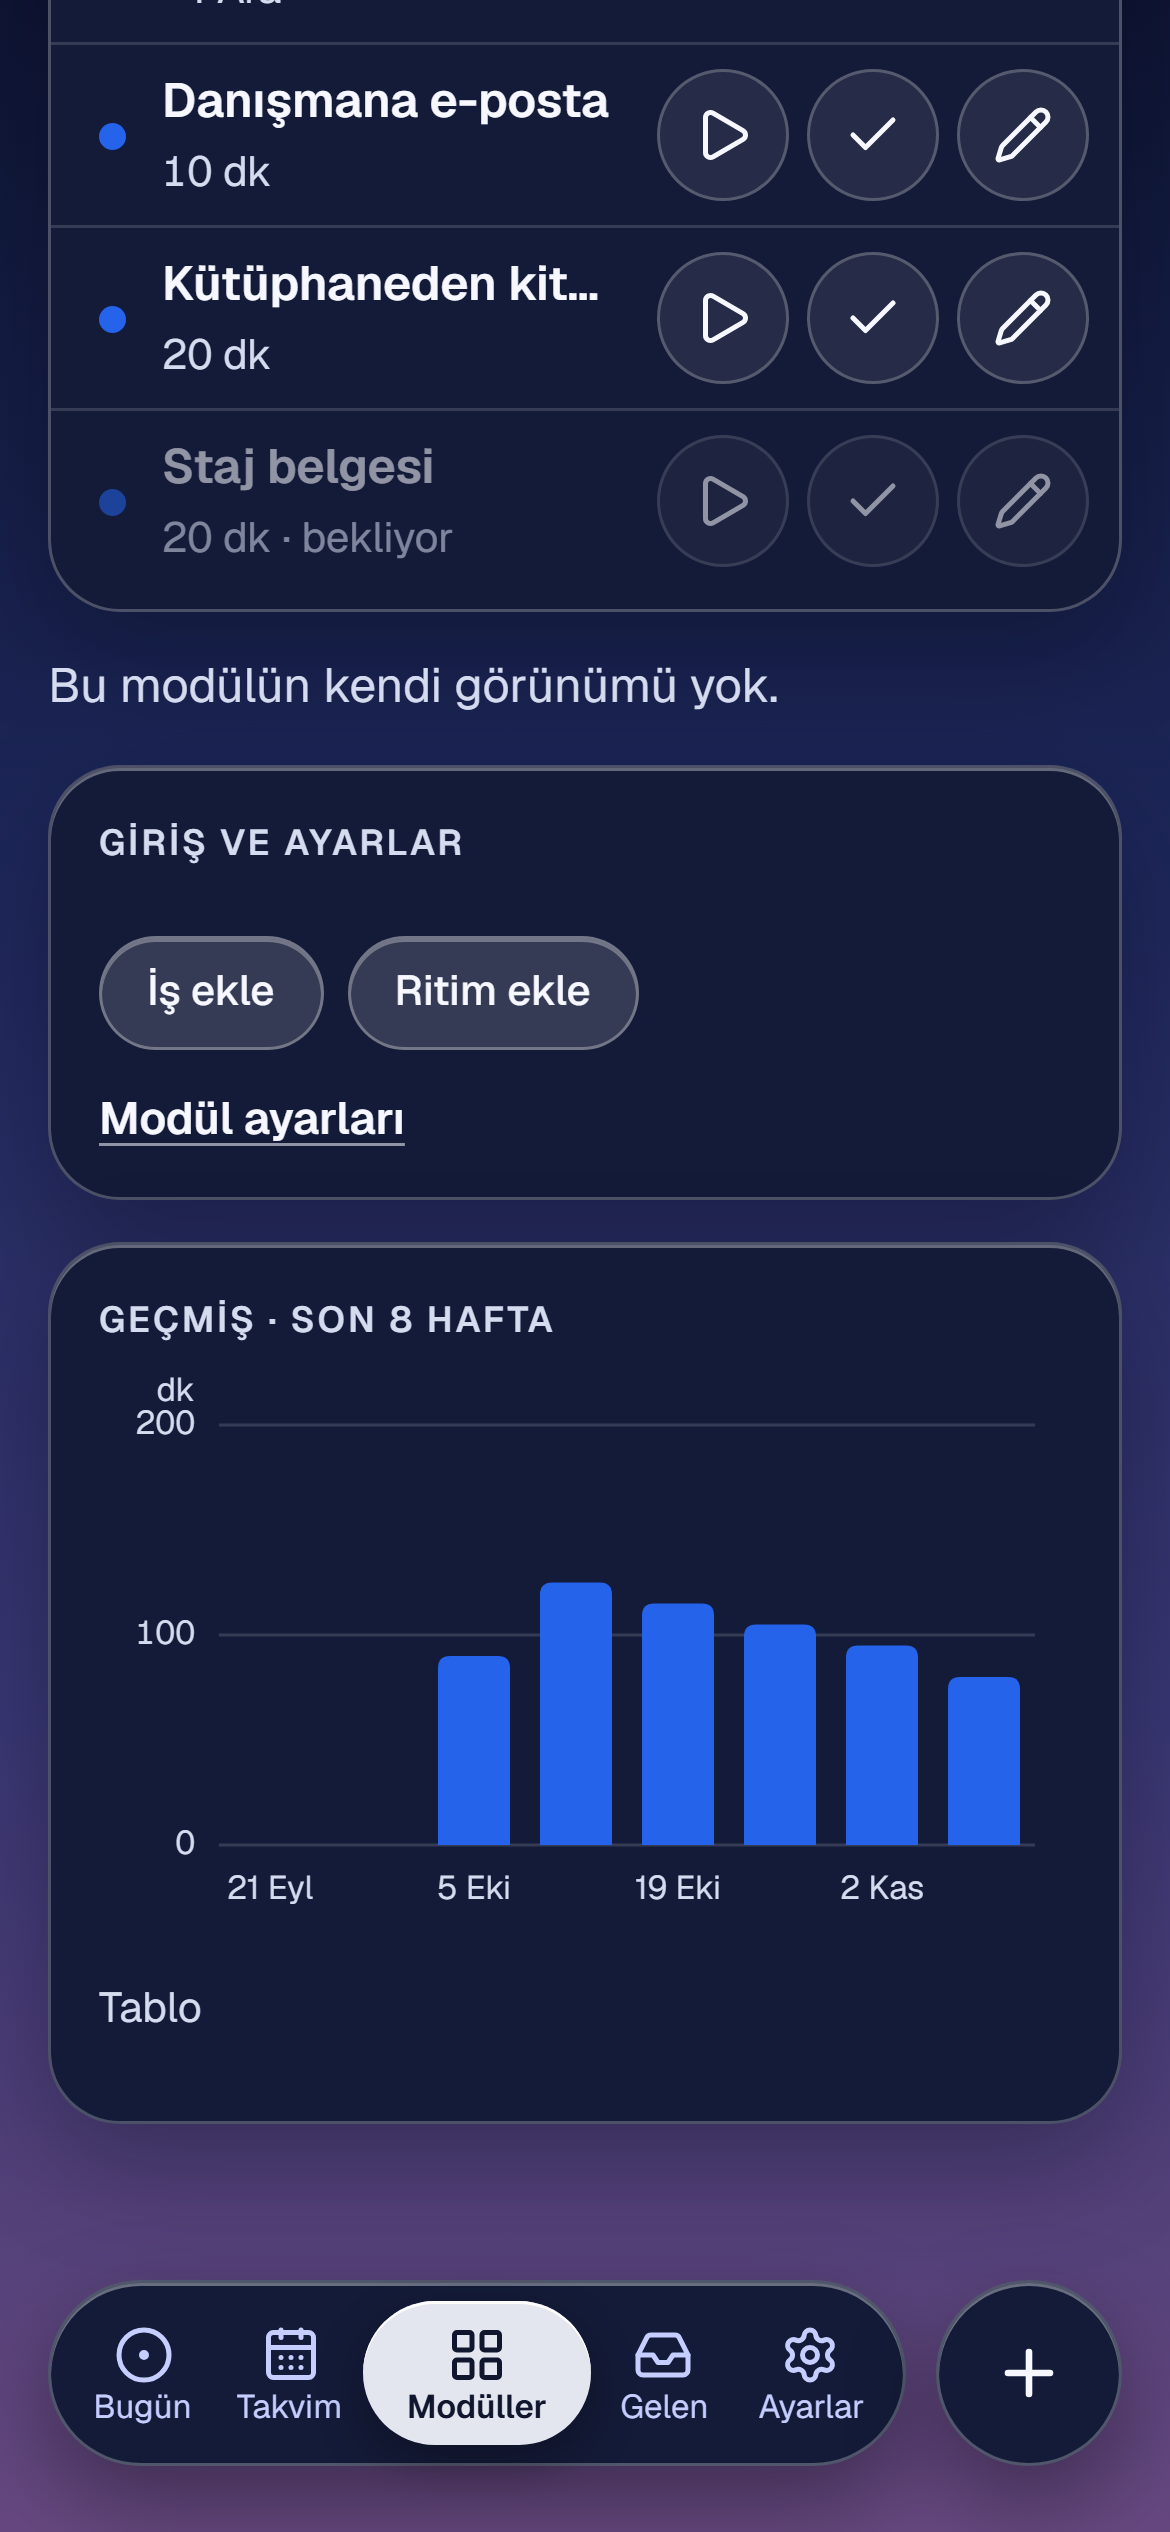 Danışmana e-posta
10 dk
Kütüphaneden kit...
20 dk
Staj belgesi
20 dk · bekliyor
Bu modülün kendi görünümü yok.
GİRİŞ VE AYARLAR
İş ekle
Ritim ekle
Modül ayarları
GEÇMİŞ · SON 8 HAFTA
dk
200
100
0
21 Eyl
5 Eki
19 Eki
2 Kas
Tablo
Bugün
Takvim
Modüller
Gelen
Ayarlar